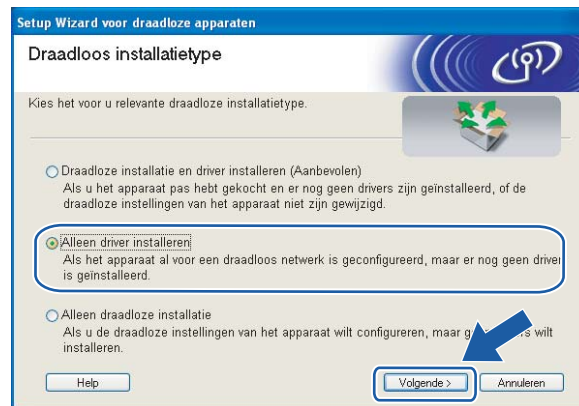 Setup Wizard voor draadloze apparaten
Draadloos installatietype
Kies het voor u relevante draadloze installatietype.
Draadloze installatie en driver installeren (Aanbevolen)
Als u het apparaat pas hebt gekocht en er nog geen drivers zijn geïnstalleerd, of de
draadloze instellingen van het apparaat niet zijn gewijzigd.
Alleen driver installeren
Als het apparaat al voor een draadloos netwerk is geconfigureerd, maar er nog geen driver
is geïnstalleerd.
Alleen draadloze installatie
Als u de draadloze instellingen van het apparaat wilt configureren, maar wilt
installeren.
Help Volgende > Annuleren